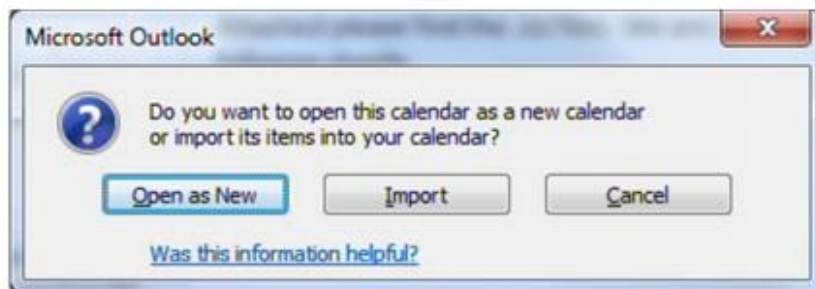 Microsoft Outlook
Do you want to open this calendar as a new calendar
or import its items into your calendar?
Open as New
Import
Cancel
Was this information helpful?